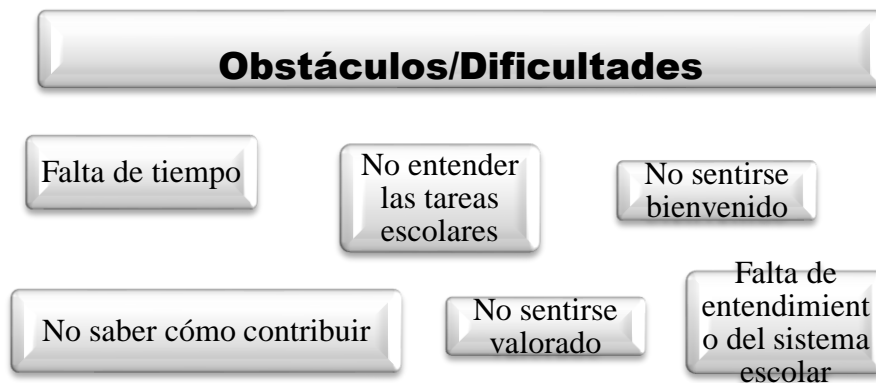 Obstáculos/Dificultades
Falta de tiempo
No entender
las tareas
escolares
No sentirse
bienvenido
No saber cómo contribuir
No sentirse
valorado
Falta de
entendimient
o del sistema
escolar